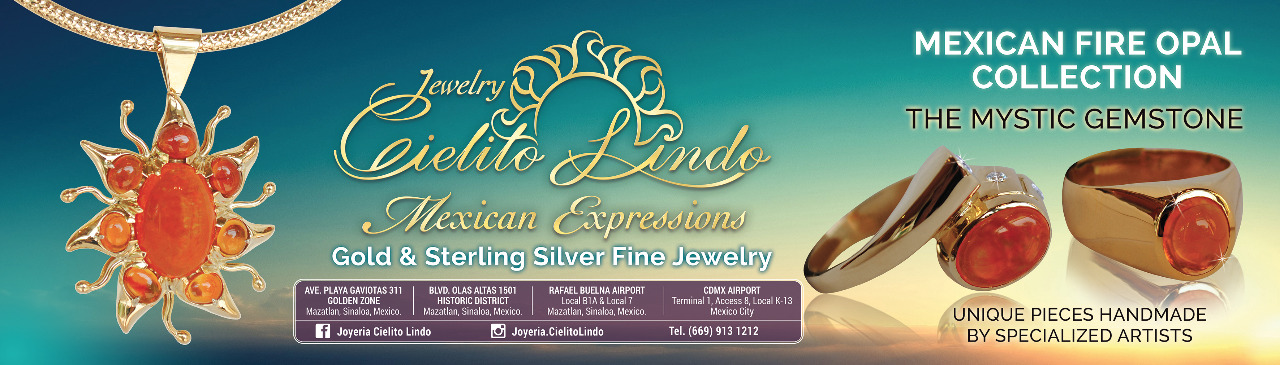 Jewelry
Cielito Lindo
Mexican Expressions
Gold & Sterling Silver Fine Jewelry
AVE. PLAYA GAVIOTAS 311
GOLDEN ZONE
Mazatlan, Sinaloa, Mexico.
BLVD. OLAS ALTAS 1501
HISTORIC DISTRICT
Mazatlan, Sinaloa, Mexico.
RAFAEL BUELNA AIRPORT
Local B1A & Local 7
Mazatlan, Sinaloa, Mexico.
CDMX AIRPORT
Terminal 1, Access 8, Local K-13
Mexico City
Joyeria Cielito Lindo
Joyeria.CielitoLindo
Tel. (669) 913 1212
MEXICAN FIRE OPAL
COLLECTION
THE MYSTIC GEMSTONE
UNIQUE PIECES HANDMADE
BY SPECIALIZED ARTISTS